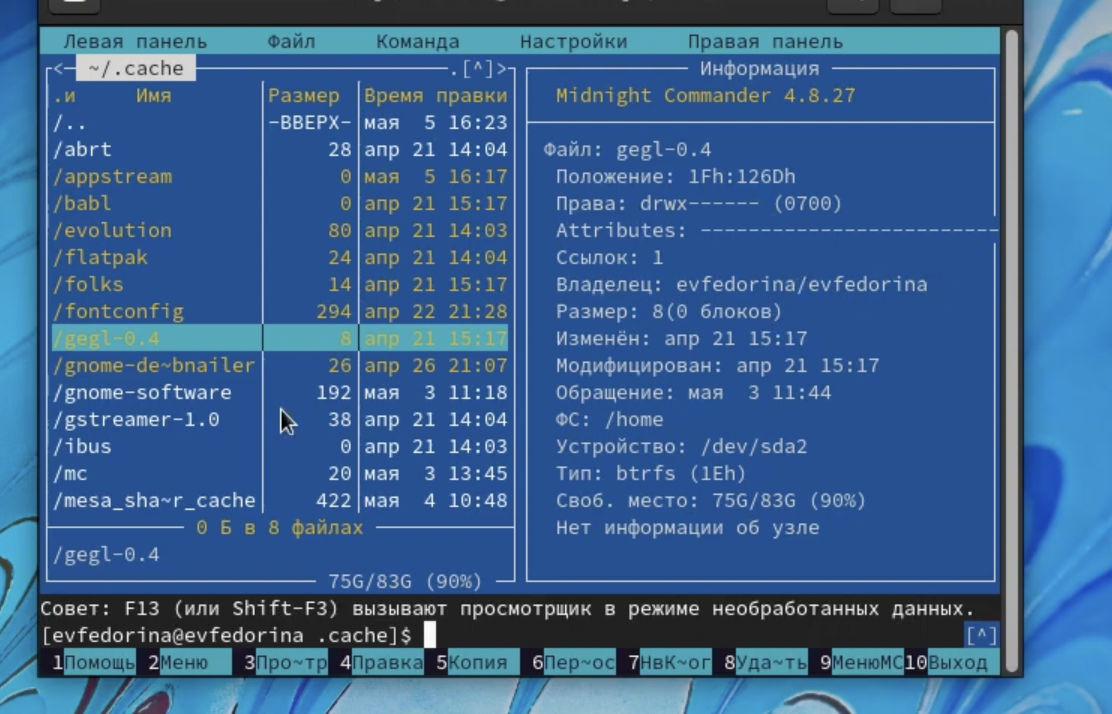 Левая панель Файл Команда Настройки Правая панель
<─ ~/.cache .[^]>
.и Имя Размер Время правки
/.. -ВВЕРХ- мая 5 16:23
/abrt 28 апр 21 14:04
/appstream 0 мая 5 16:17
/babl 0 апр 21 15:17
/evolution 80 апр 21 14:03
/flatpak 24 апр 21 14:04
/folks 14 апр 21 15:17
/fontconfig 294 апр 22 21:28
/gegl-0.4 8 апр 21 15:17
/gnome-de~bnailer 26 апр 26 21:07
/gnome-software 192 мая 3 11:18
/gstreamer-1.0 38 апр 21 14:04
/ibus 0 апр 21 14:03
/mc 20 мая 3 13:45
/mesa_sha~r_cache 422 мая 4 10:48
0 Б в 8 файлах
/gegl-0.4
75G/83G (90%)
Информация
Midnight Commander 4.8.27
Файл: gegl-0.4
Положение: 1Fh:126Dh
Права: drwx------ (0700)
Attributes: -------------------------
Ссылок: 1
Владелец: evfedorina/evfedorina
Размер: 8(0 блоков)
Изменён: апр 21 15:17
Модифицирован: апр 21 15:17
Обращение: мая 3 11:44
ФС: /home
Устройство: /dev/sda2
Тип: btrfs (1Eh)
Своб. место: 75G/83G (90%)
Нет информации об узле
Совет: F13 (или Shift-F3) вызывают просмотрщик в режиме необработанных данных.
[evfedorina@evfedorina .cache]$ [^]
1Помощь 2Меню 3Про~тр 4Правка 5Копия 6Пер~ос 7НвК~ог 8Уда~ть 9МенюMC 10Выход